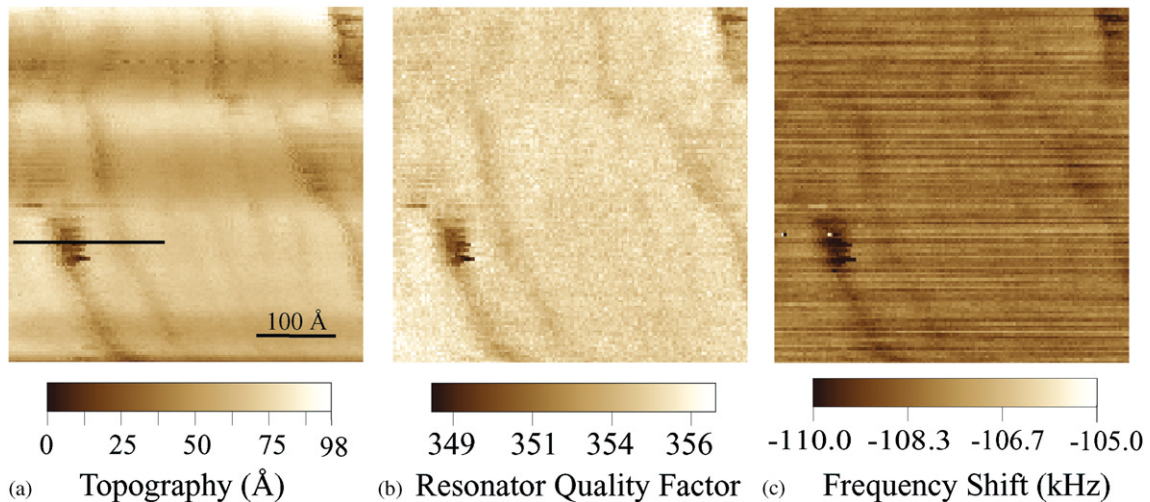 100 Å
0 25 50 75 98
349 351 354 356
-110.0 -108.3 -106.7 -105.0
(a) Topography (Å)
(b) Resonator Quality Factor
(c) Frequency Shift (kHz)